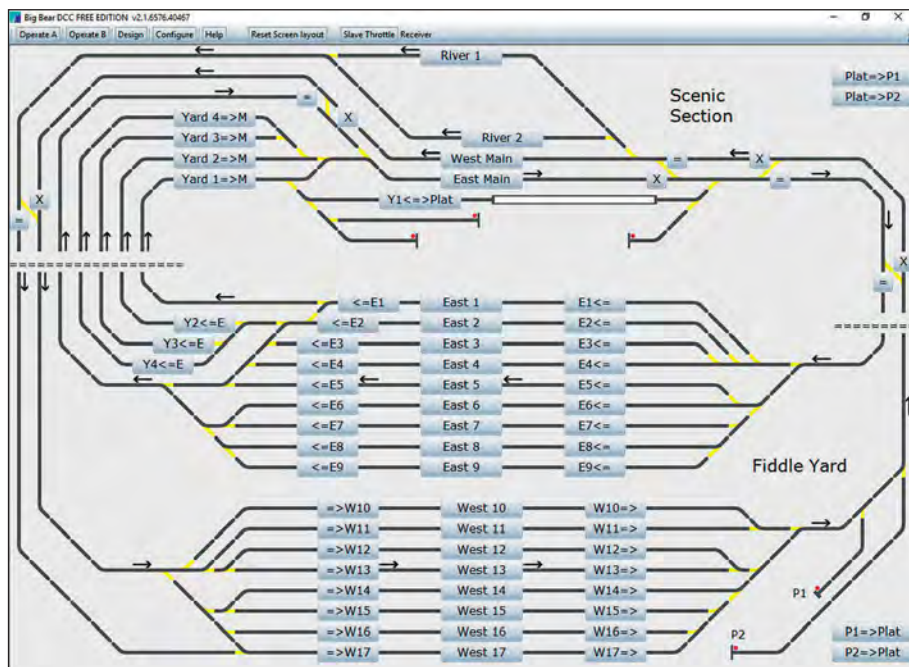 Big Bear DCC FREE EDITION v2.1.6576.40467
Operate A Operate B Design Configure Help Reset Screen layout Slave Throttle Receiver
River 1
Plat=>P1
Plat=>P2
Scenic
Section
=
X
Yard 4=>M
Yard 3=>M
River 2
Yard 2=>M
West Main
=
X
Yard 1=>M
East Main
X
=
Y1<=>Plat
X
=
X
=
<=E1 East 1 E1<=
Y2<=E <=E2 East 2 E2<=
Y3<=E <=E3 East 3 E3<=
Y4<=E <=E4 East 4 E4<=
<=E5 East 5 E5<=
<=E6 East 6 E6<=
<=E7 East 7 E7<=
<=E8 East 8 E8<=
<=E9 East 9 E9<=
Fiddle Yard
=>W10 West 10 W10=>
=>W11 West 11 W11=>
=>W12 West 12 W12=>
=>W13 West 13 W13=>
=>W14 West 14 W14=>
P1
=>W15 West 15 W15=>
=>W16 West 16 W16=>
P2
P1=>Plat
=>W17 West 17 W17=>
P2=>Plat